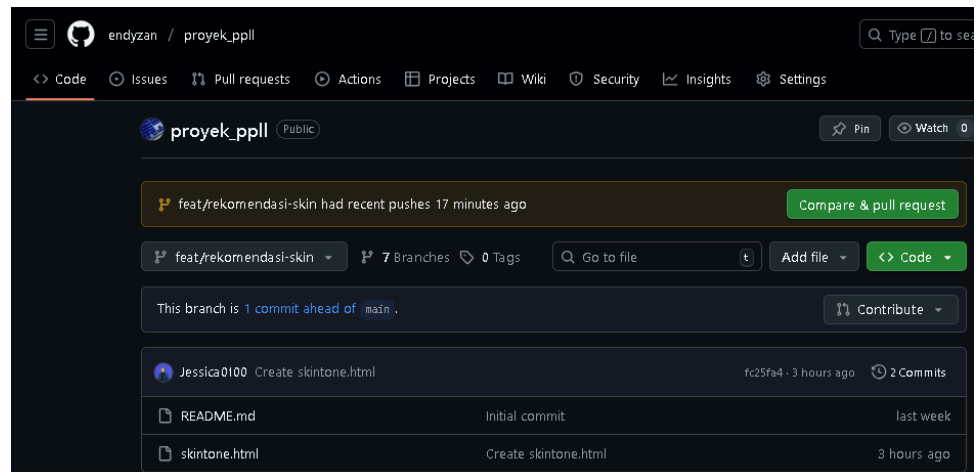 endyzan / proyek_ppll
Type / to sea
Code Issues Pull requests Actions Projects Wiki Security Insights Settings
proyek_ppll Public Pin Watch 0
feat/rekomendasi-skin had recent pushes 17 minutes ago Compare & pull request
feat/rekomendasi-skin 7 Branches 0 Tags Go to file t Add file <> Code
This branch is 1 commit ahead of main. Contribute
Jessica0100 Create skintone.html fc25fa4 · 3 hours ago 2 Commits
README.md Initial commit last week
skintone.html Create skintone.html 3 hours ago